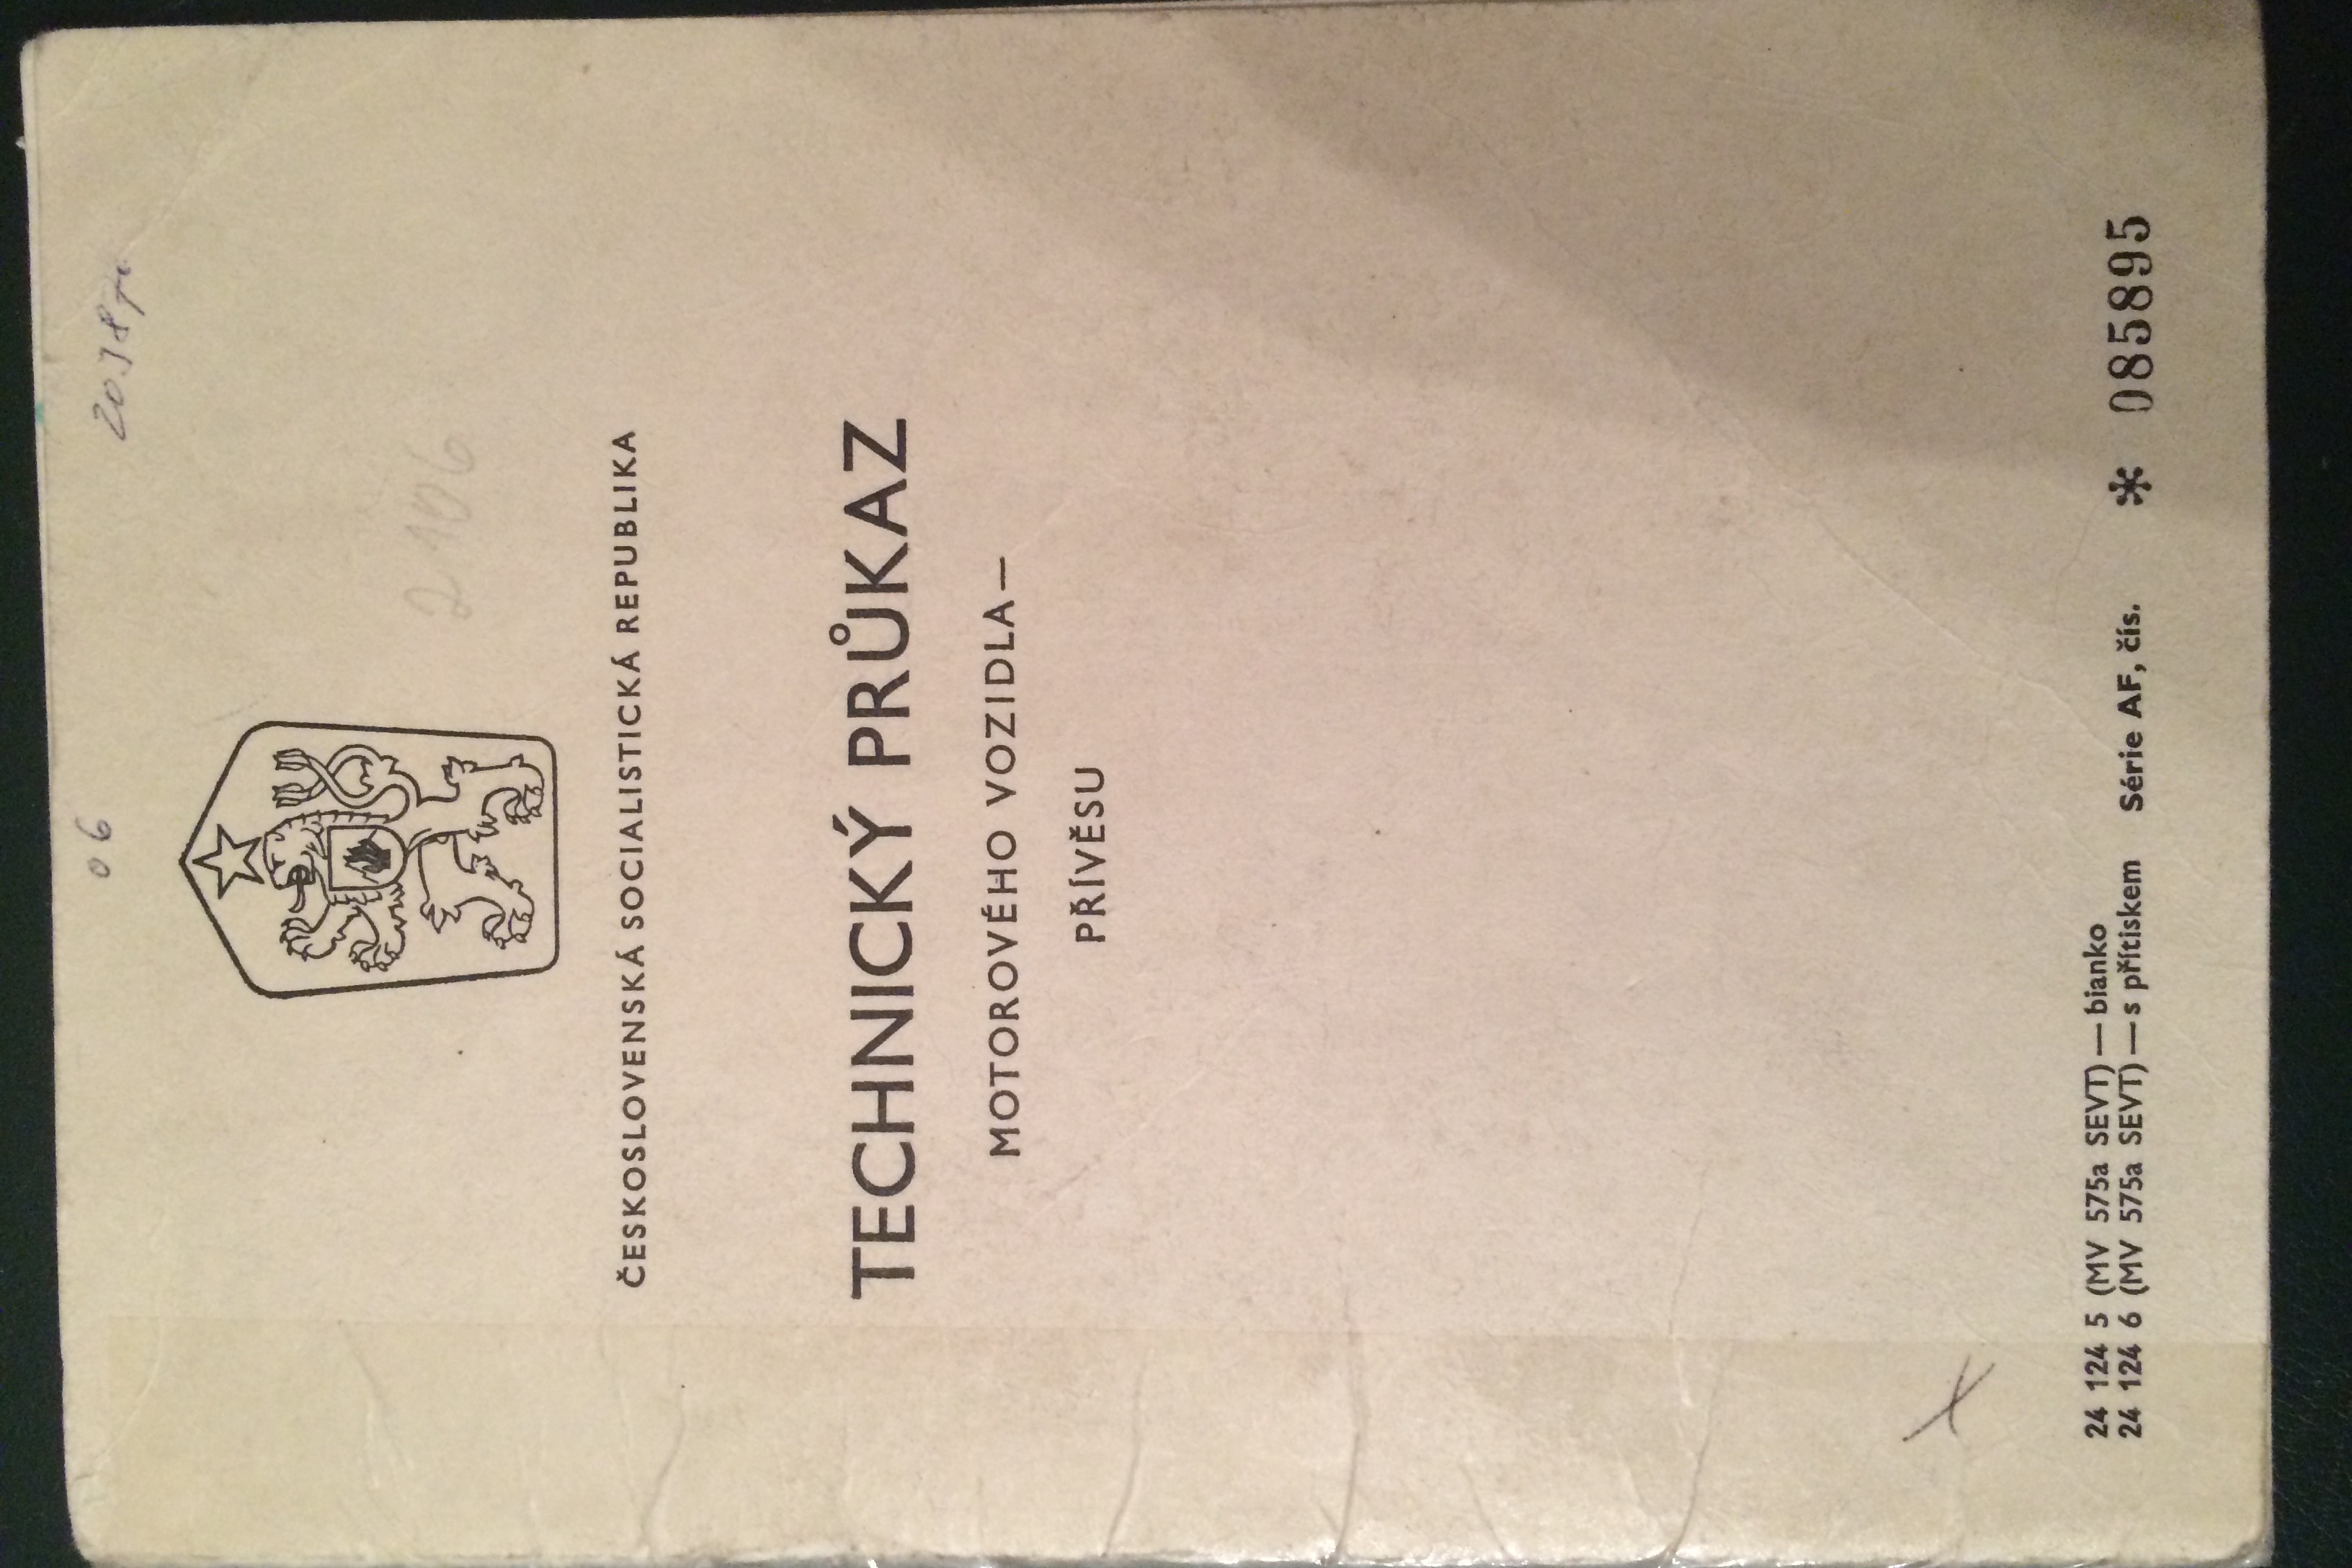 06
2106
ČESKOSLOVENSKÁ SOCIALISTICKÁ REPUBLIKA
TECHNICKÝ PRŮKAZ
MOTOROVÉHO VOZIDLA—
PŘÍVĚSU
24 124 5 (MV 575a SEVT)—bianko
24 124 6 (MV 575a SEVT)—s přítiskem Série AF, čís. * 085895